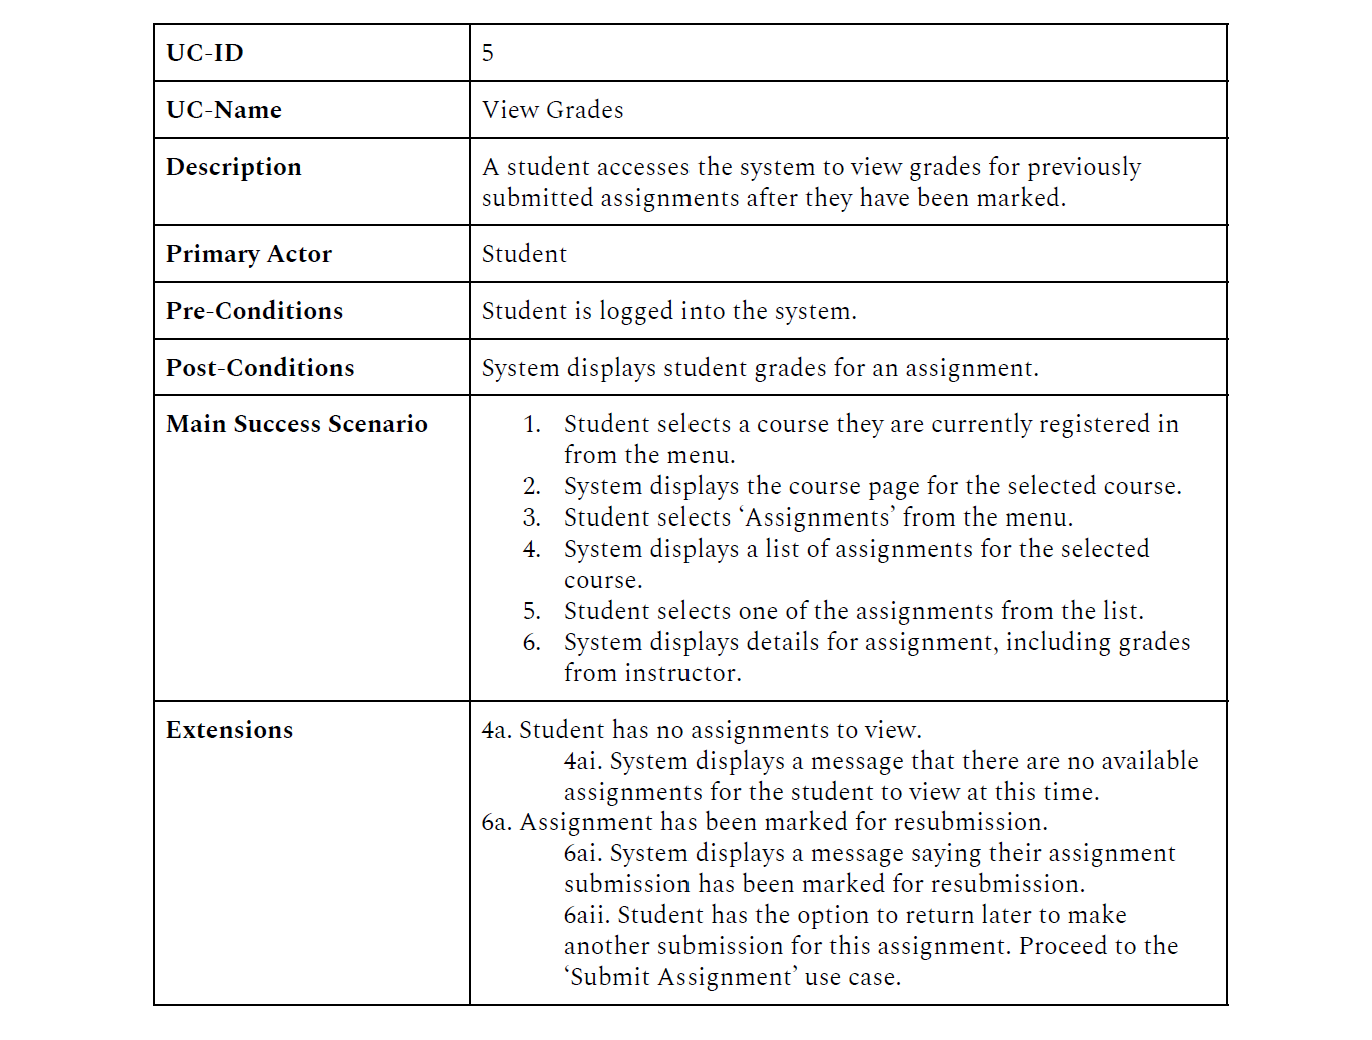 UC-ID
5
UC-Name
View Grades
Description
A student accesses the system to view grades for previously
submitted assignments after they have been marked.
Primary Actor
Student
Pre-Conditions
Student is logged into the system.
Post-Conditions
System displays student grades for an assignment.
Main Success Scenario
1. Student selects a course they are currently registered in
from the menu.
2. System displays the course page for the selected course.
3. Student selects ‘Assignments’ from the menu.
4. System displays a list of assignments for the selected
course.
5. Student selects one of the assignments from the list.
6. System displays details for assignment, including grades
from instructor.
Extensions
4a. Student has no assignments to view.
4ai. System displays a message that there are no available
assignments for the student to view at this time.
6a. Assignment has been marked for resubmission.
6ai. System displays a message saying their assignment
submission has been marked for resubmission.
6aii. Student has the option to return later to make
another submission for this assignment. Proceed to the
‘Submit Assignment’ use case.